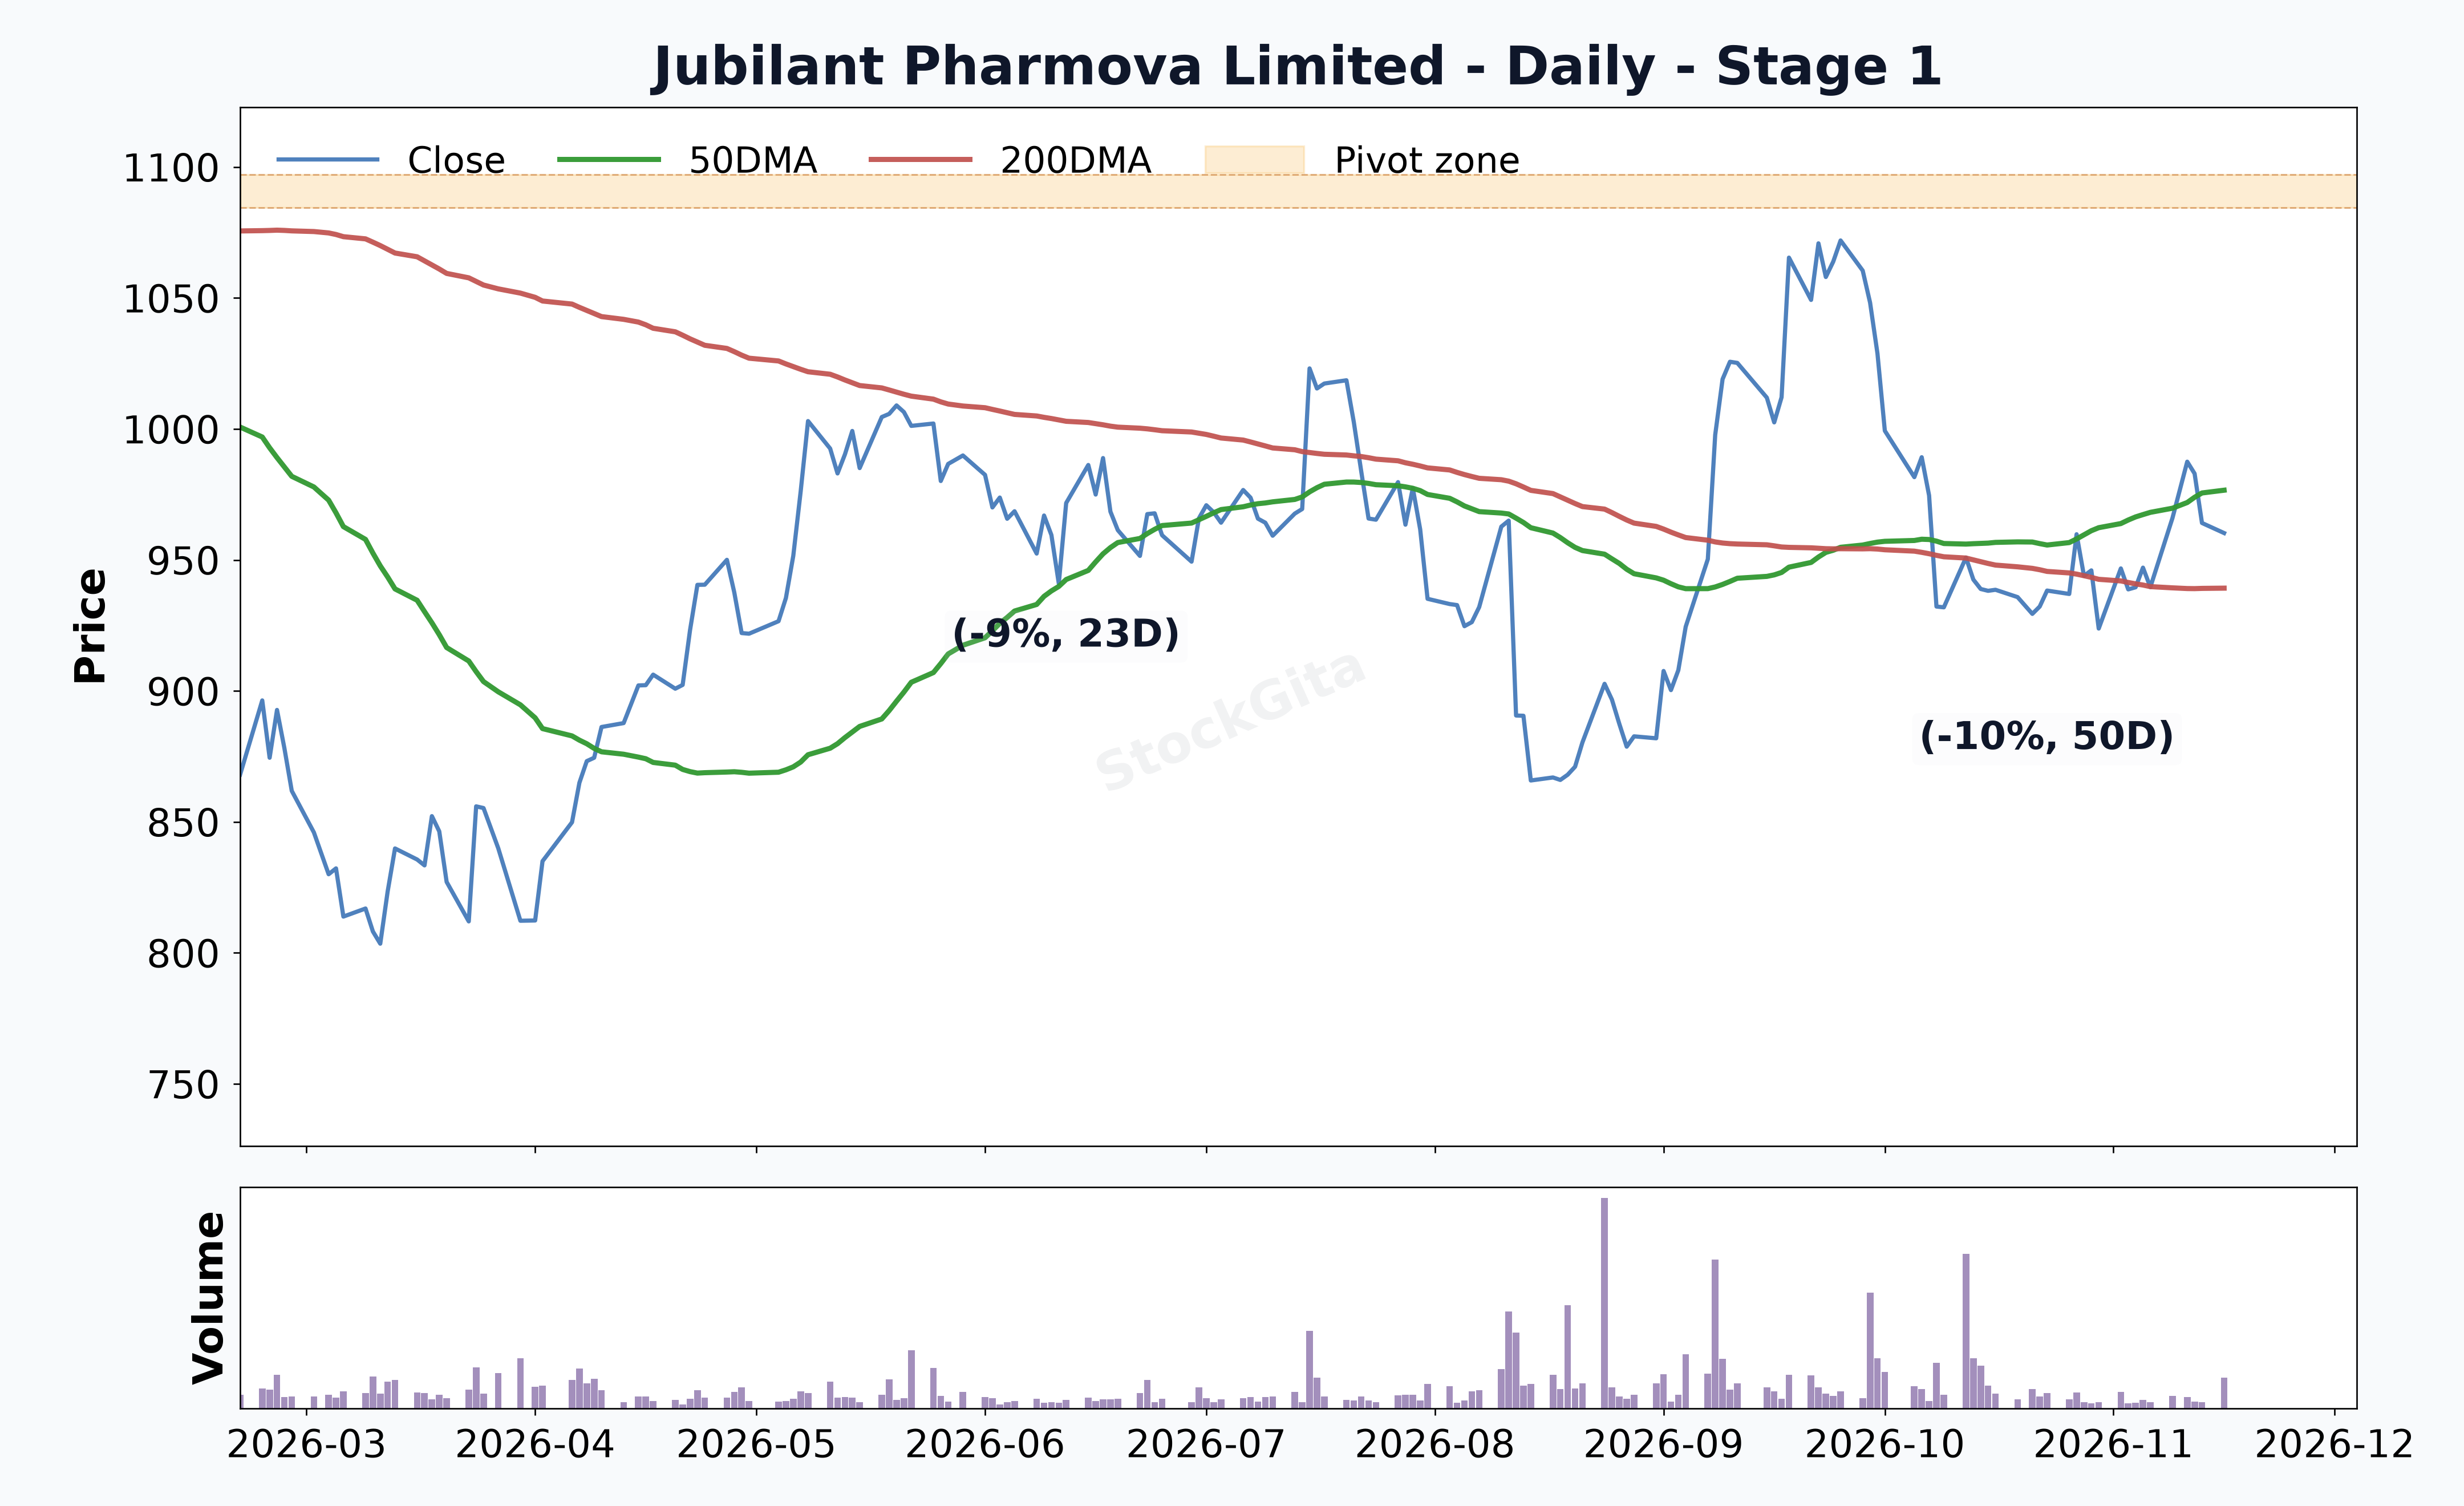 Jubilant Pharmova Limited - Daily - Stage 1
Close 50DMA 200DMA Pivot zone
1100
1050
1000
950
900
850
800
750
Price
(-9%, 23D)
(-10%, 50D)
StockGita
Volume
2026-03 2026-04 2026-05 2026-06 2026-07 2026-08 2026-09 2026-10 2026-11 2026-12